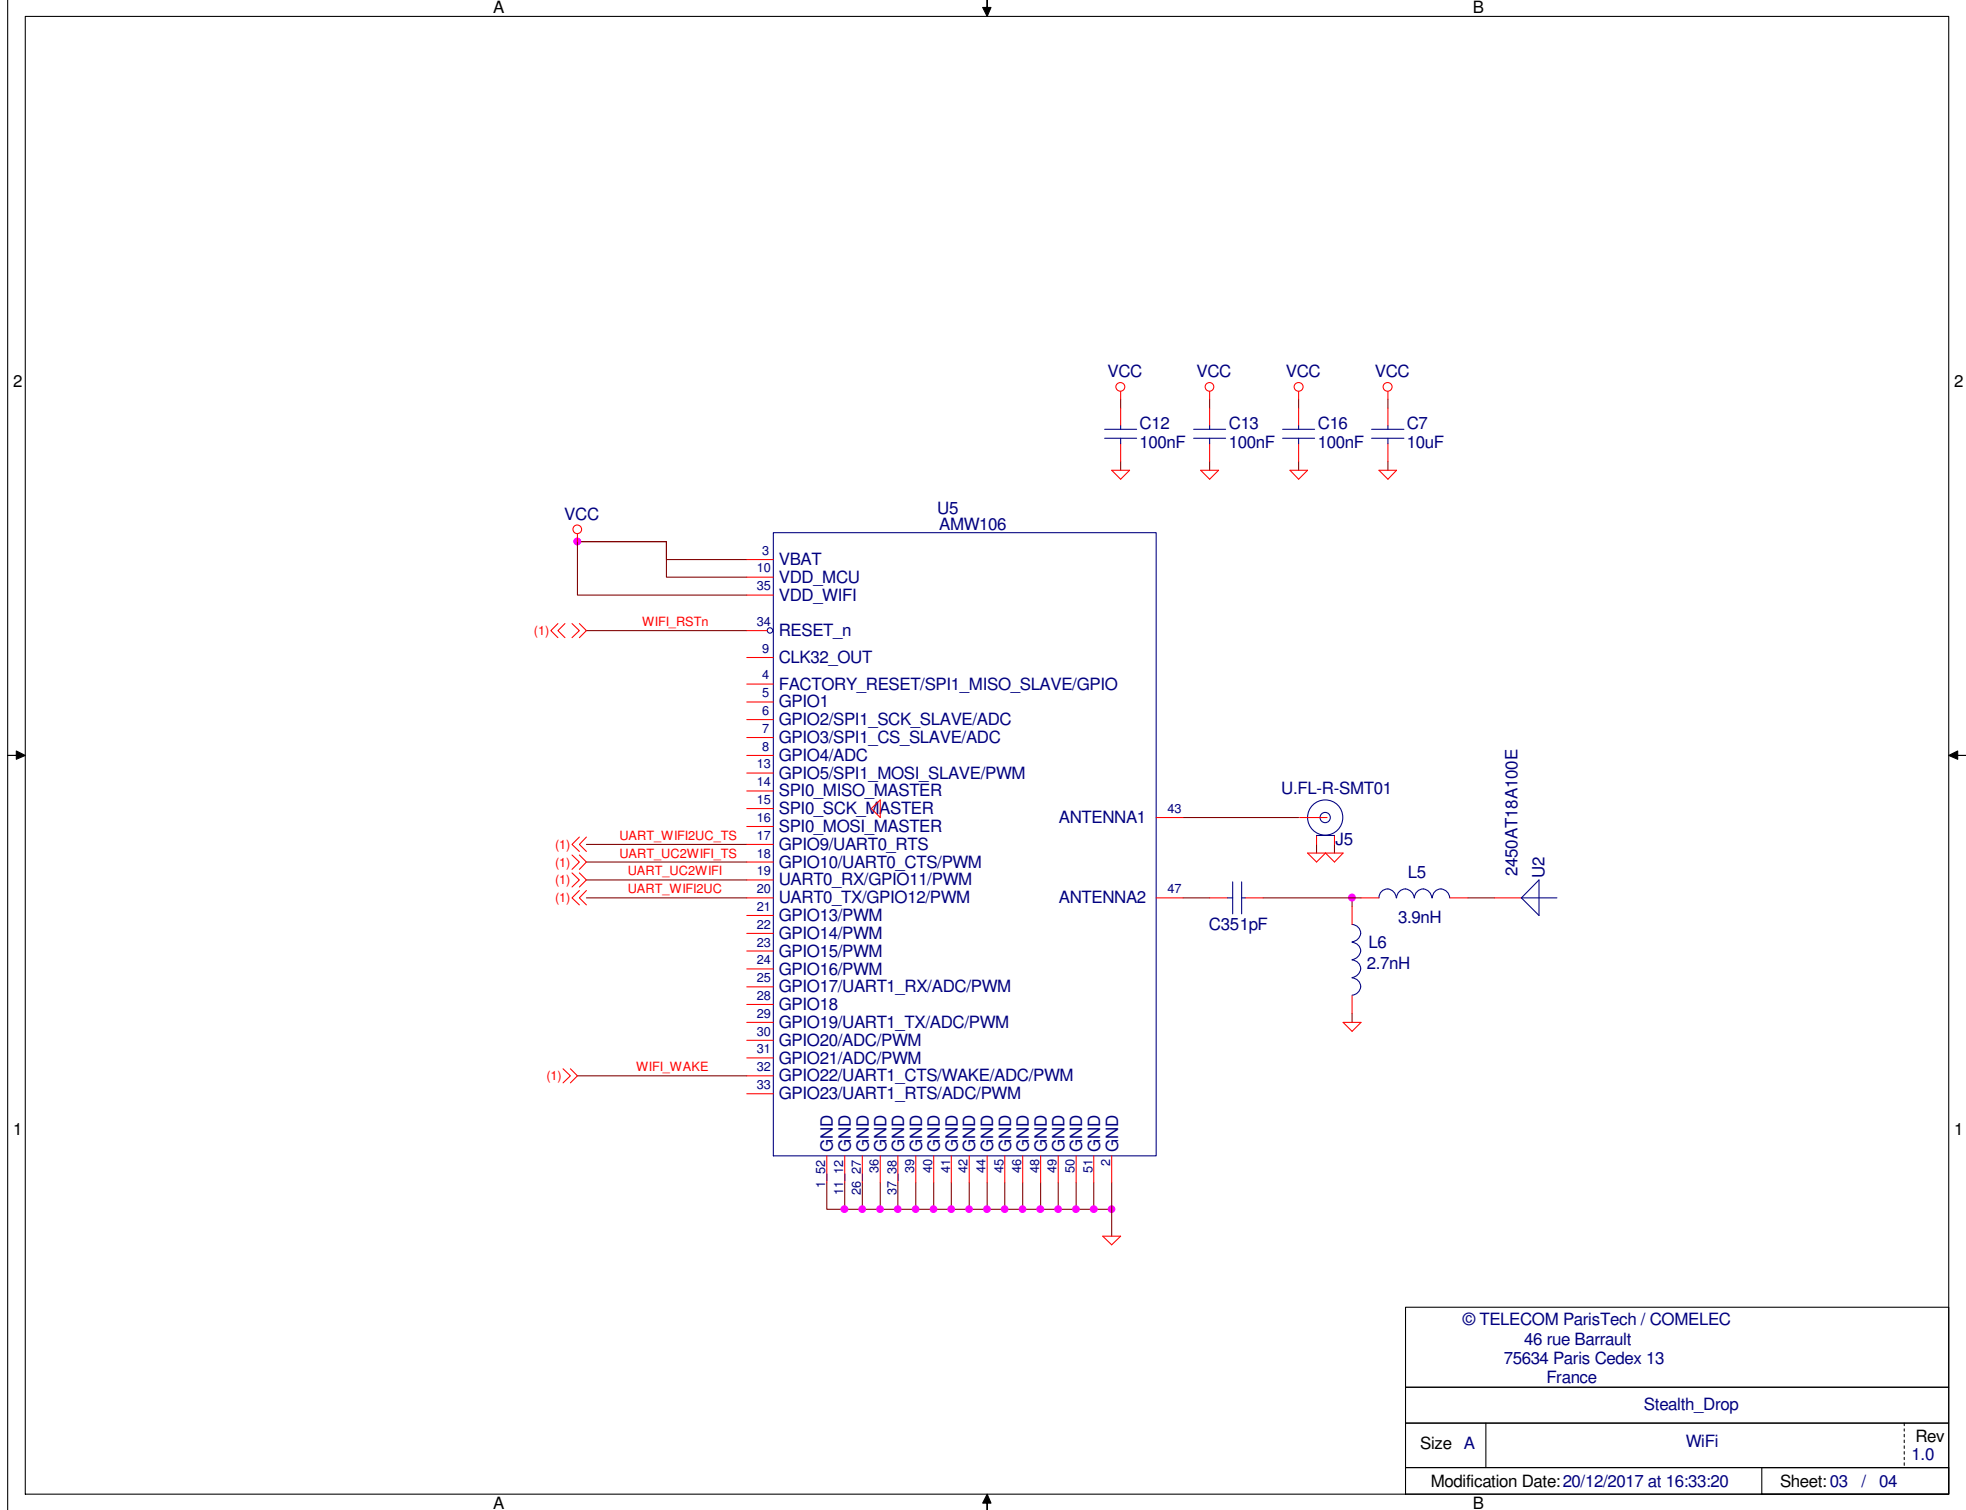 A
B
2
2
VCC
VCC
VCC
VCC
C12
100nF
C13
100nF
C16
100nF
C7
10uF
VCC
U5
AMW106
3 VBAT
10 VDD_MCU
35 VDD_WIFI
(1) WIFI_RSTn 34 RESET_n
9 CLK32_OUT
4 FACTORY_RESET/SPI1_MISO_SLAVE/GPIO
5 GPIO1
6 GPIO2/SPI1_SCK_SLAVE/ADC
7 GPIO3/SPI1_CS_SLAVE/ADC
8 GPIO4/ADC
13 GPIO5/SPI1_MOSI_SLAVE/PWM
14 SPI0_MISO_MASTER
15 SPI0_SCK_MASTER
16 SPI0_MOSI_MASTER
(1) UART_WIFI2UC_TS 17 GPIO9/UART0_RTS
(1) UART_UC2WIFI_TS 18 GPIO10/UART0_CTS/PWM
(1) UART_UC2WIFI 19 UART0_RX/GPIO11/PWM
(1) UART_WIFI2UC 20 UART0_TX/GPIO12/PWM
21 GPIO13/PWM
22 GPIO14/PWM
23 GPIO15/PWM
24 GPIO16/PWM
25 GPIO17/UART1_RX/ADC/PWM
28 GPIO18
29 GPIO19/UART1_TX/ADC/PWM
30 GPIO20/ADC/PWM
31 GPIO21/ADC/PWM
(1) WIFI_WAKE 32 GPIO22/UART1_CTS/WAKE/ADC/PWM
33 GPIO23/UART1_RTS/ADC/PWM
ANTENNA1 43
U.FL-R-SMT01
J5
ANTENNA2 47
C351pF
L5
3.9nH
L6
2.7nH
2450AT18A100E
U2
GND GND GND GND GND GND GND GND GND GND GND GND GND GND GND GND GND
1_52 11_12 26_27 36 37_38 39 40 41 42 44 45 46 48 49 50 51 2
1
1
© TELECOM ParisTech / COMELEC
46 rue Barrault
75634 Paris Cedex 13
France
Stealth_Drop
Size A
WiFi
Rev
1.0
Modification Date: 20/12/2017 at 16:33:20
Sheet: 03 / 04
A
B